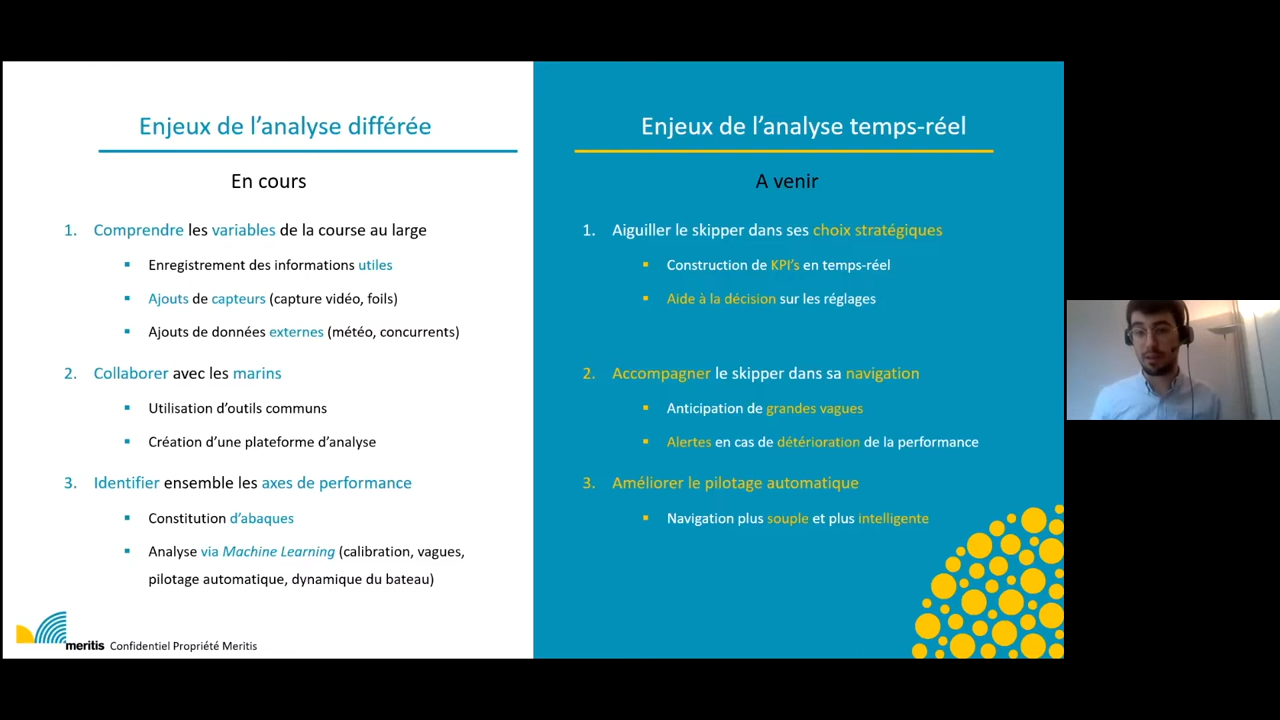 Enjeux de l'analyse différée
En cours
1. Comprendre les variables de la course au large
▪ Enregistrement des informations utiles
▪ Ajouts de capteurs (capture vidéo, foils)
▪ Ajouts de données externes (météo, concurrents)
2. Collaborer avec les marins
▪ Utilisation d'outils communs
▪ Création d'une plateforme d'analyse
3. Identifier ensemble les axes de performance
▪ Constitution d'abaques
▪ Analyse via Machine Learning (calibration, vagues,
pilotage automatique, dynamique du bateau)
meritis Confidentiel Propriété Meritis
Enjeux de l'analyse temps-réel
A venir
1. Aiguiller le skipper dans ses choix stratégiques
▪ Construction de KPI's en temps-réel
▪ Aide à la décision sur les réglages
2. Accompagner le skipper dans sa navigation
▪ Anticipation de grandes vagues
▪ Alertes en cas de détérioration de la performance
3. Améliorer le pilotage automatique
▪ Navigation plus souple et plus intelligente